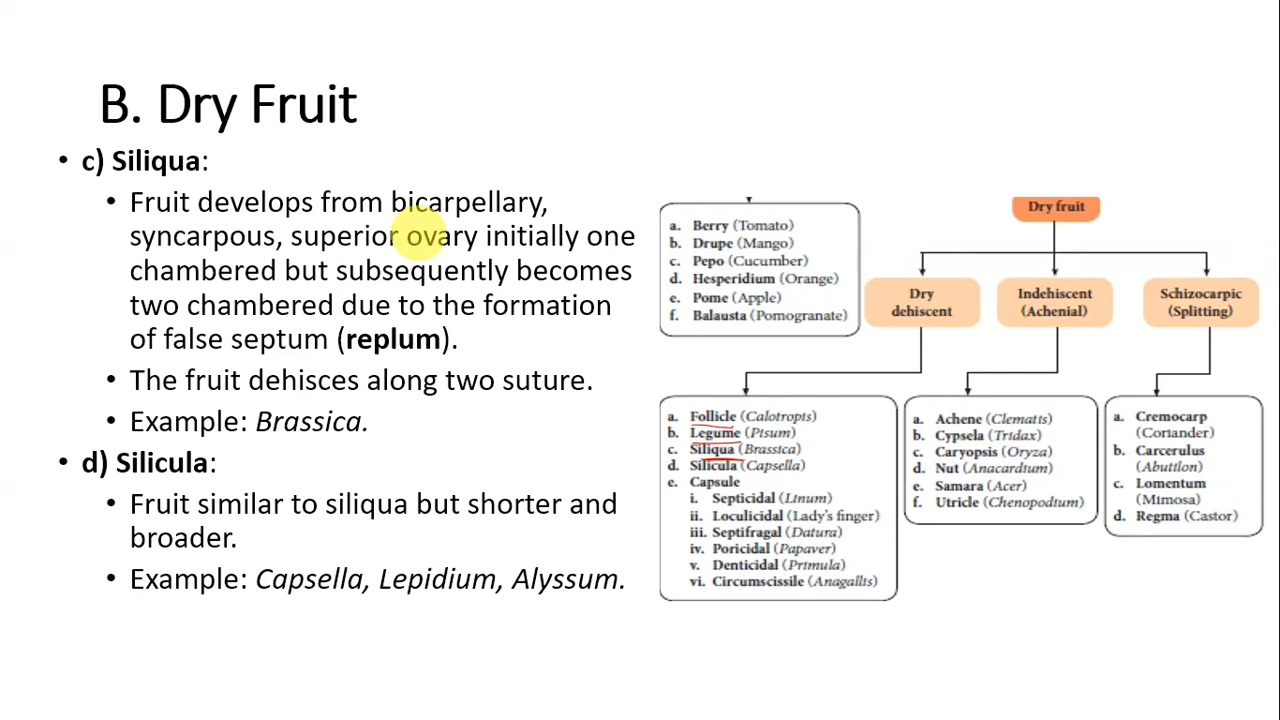 B. Dry Fruit
• c) Siliqua:
• Fruit develops from bicarpellary,
syncarpous, superior ovary initially one
chambered but subsequently becomes
two chambered due to the formation
of false septum (replum).
• The fruit dehisces along two suture.
• Example: Brassica.
• d) Silicula:
• Fruit similar to siliqua but shorter and
broader.
• Example: Capsella, Lepidium, Alyssum.
a. Berry (Tomato)
b. Drupe (Mango)
c. Pepo (Cucumber)
d. Hesperidium (Orange)
e. Pome (Apple)
f. Balausta (Pomogranate)
Dry fruit
Dry
dehiscent
Indehiscent
(Achenial)
Schizocarpic
(Splitting)
a. Follicle (Calotropis)
b. Legume (Pisum)
c. Siliqua (Brassica)
d. Silicula (Capsella)
e. Capsule
i. Septicidal (Linum)
ii. Loculicidal (Lady's finger)
iii. Septifragal (Datura)
iv. Poricidal (Papaver)
v. Denticidal (Primula)
vi. Circumscissile (Anagallis)
a. Achene (Clematis)
b. Cypsela (Tridax)
c. Caryopsis (Oryza)
d. Nut (Anacardium)
e. Samara (Acer)
f. Utricle (Chenopodium)
a. Cremocarp
(Coriander)
b. Carcerulus
(Abutilon)
c. Lomentum
(Mimosa)
d. Regma (Castor)